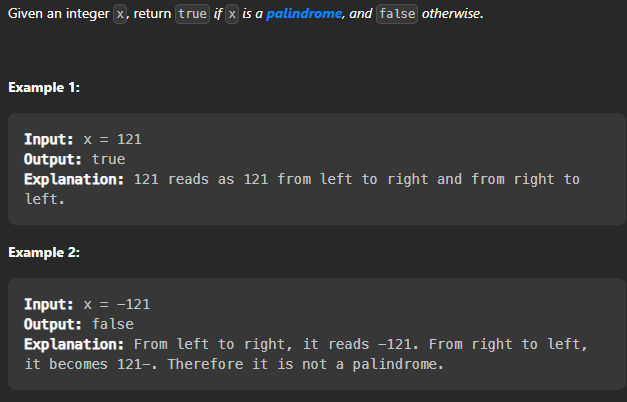 Given an integer x, return true if x is a palindrome, and false otherwise.
Example 1:
Input: x = 121
Output: true
Explanation: 121 reads as 121 from left to right and from right to
left.
Example 2:
Input: x = -121
Output: false
Explanation: From left to right, it reads -121. From right to left,
it becomes 121-. Therefore it is not a palindrome.